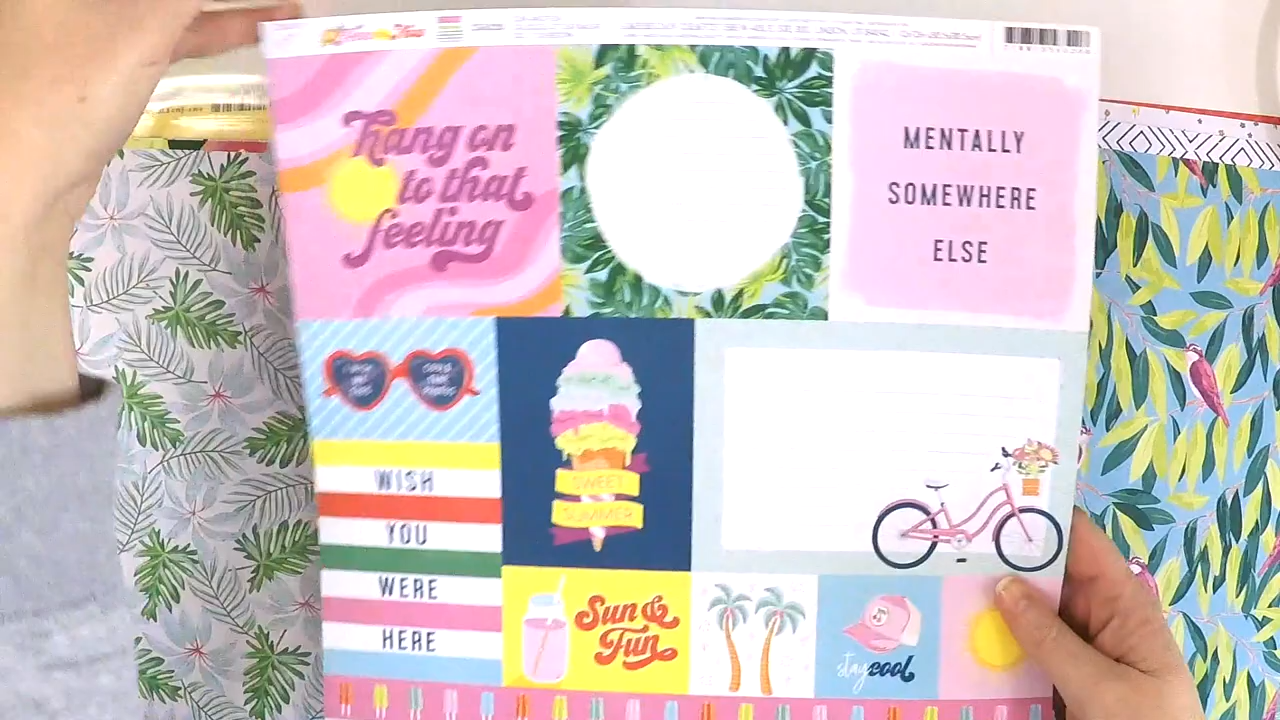 hang on
to that
feeling
MENTALLY
SOMEWHERE
ELSE
WISH
YOU
WERE
HERE
SWEET
SUMMER
Sun &
Fun
stay cool